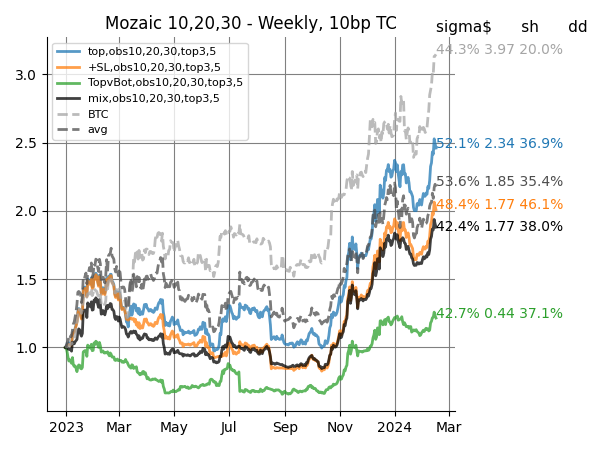 Mozaic 10,20,30 - Weekly, 10bp TC
sigma$ sh dd
top,obs10,20,30,top3,5
+SL,obs10,20,30,top3,5
TopvBot,obs10,20,30,top3,5
mix,obs10,20,30,top3,5
BTC
avg
44.3% 3.97 20.0%
52.1% 2.34 36.9%
53.6% 1.85 35.4%
48.4% 1.77 46.1%
42.4% 1.77 38.0%
42.7% 0.44 37.1%
3.0
2.5
2.0
1.5
1.0
2023 Mar May Jul Sep Nov 2024 Mar